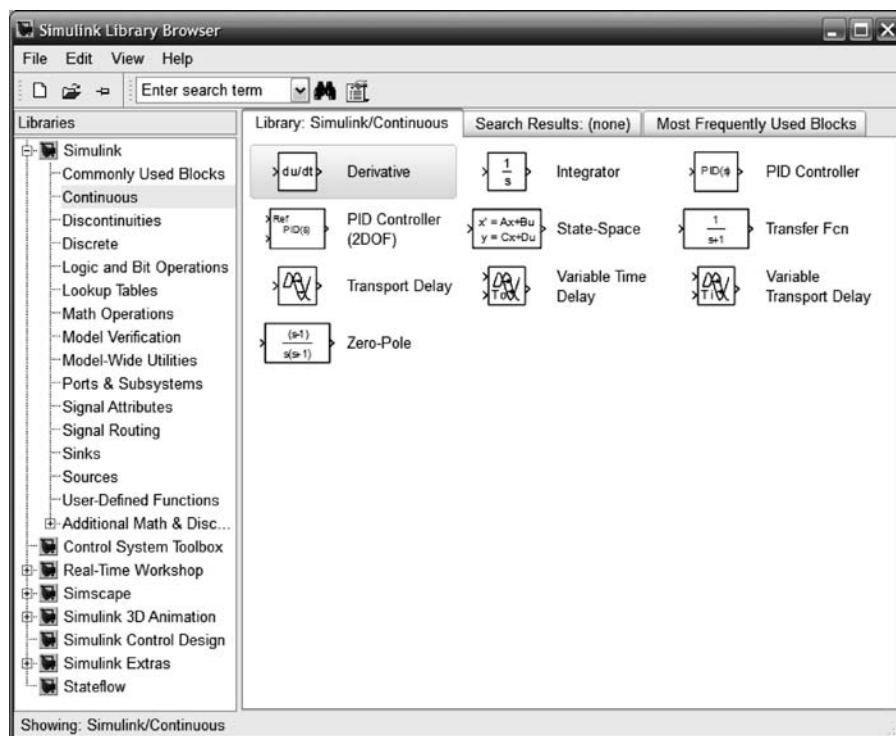 Simulink Library Browser
File Edit View Help
Enter search term
Libraries
Simulink
Commonly Used Blocks
Continuous
Discontinuities
Discrete
Logic and Bit Operations
Lookup Tables
Math Operations
Model Verification
Model-Wide Utilities
Ports & Subsystems
Signal Attributes
Signal Routing
Sinks
Sources
User-Defined Functions
Additional Math & Disc...
Control System Toolbox
Real-Time Workshop
Simscape
Simulink 3D Animation
Simulink Control Design
Simulink Extras
Stateflow
Library: Simulink/Continuous Search Results: (none) Most Frequently Used Blocks
du/dt Derivative
1
s
Integrator
PID(s) PID Controller
Ref
PID(s)
PID Controller
(2DOF)
x' = Ax+Bu
y = Cx+Du
State-Space
1
s+1
Transfer Fcn
Transport Delay
To
Variable Time
Delay
Ti
Variable
Transport Delay
(s-1)
s(s+1)
Zero-Pole
Showing: Simulink/Continuous